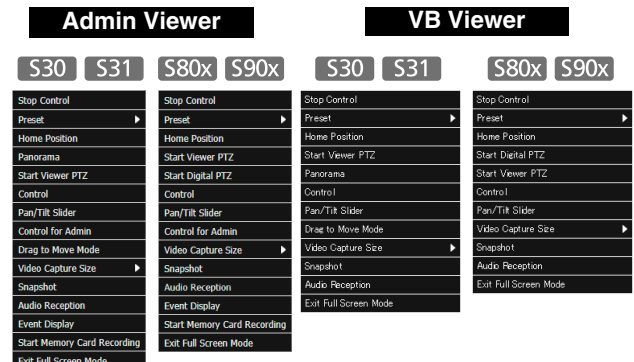 Admin Viewer
VB Viewer
S30 S31
S80x S90x
S30 S31
S80x S90x
Stop Control
Preset
Home Position
Panorama
Start Viewer PTZ
Control
Pan/Tilt Slider
Control for Admin
Drag to Move Mode
Video Capture Size
Snapshot
Audio Reception
Event Display
Start Memory Card Recording
Exit Full Screen Mode
Stop Control
Preset
Home Position
Start Viewer PTZ
Start Digital PTZ
Control
Pan/Tilt Slider
Control for Admin
Video Capture Size
Snapshot
Audio Reception
Event Display
Start Memory Card Recording
Exit Full Screen Mode
Stop Control
Preset
Home Position
Start Viewer PTZ
Panorama
Control
Pan/Tilt Slider
Drag to Move Mode
Video Capture Size
Snapshot
Audio Reception
Exit Full Screen Mode
Stop Control
Preset
Home Position
Start Digital PTZ
Start Viewer PTZ
Control
Pan/Tilt Slider
Video Capture Size
Snapshot
Audio Reception
Exit Full Screen Mode